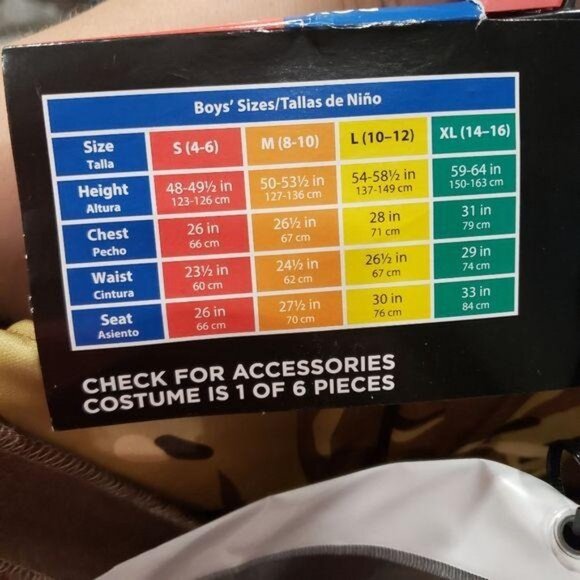 Boys' Sizes/Tallas de Niño
Size S (4-6) M (8-10) L (10–12) XL (14–16)
Talla
Height 48-49½ in 50-53½ in 54-58½ in 59-64 in
Altura 123-126 cm 127-136 cm 137-149 cm 150-163 cm
Chest 26 in 26½ in 28 in 31 in
Pecho 66 cm 67 cm 71 cm 79 cm
Waist 23½ in 24½ in 26½ in 29 in
Cintura 60 cm 62 cm 67 cm 74 cm
Seat 26 in 27½ in 30 in 33 in
Asiento 66 cm 70 cm 76 cm 84 cm
CHECK FOR ACCESSORIES
COSTUME IS 1 OF 6 PIECES